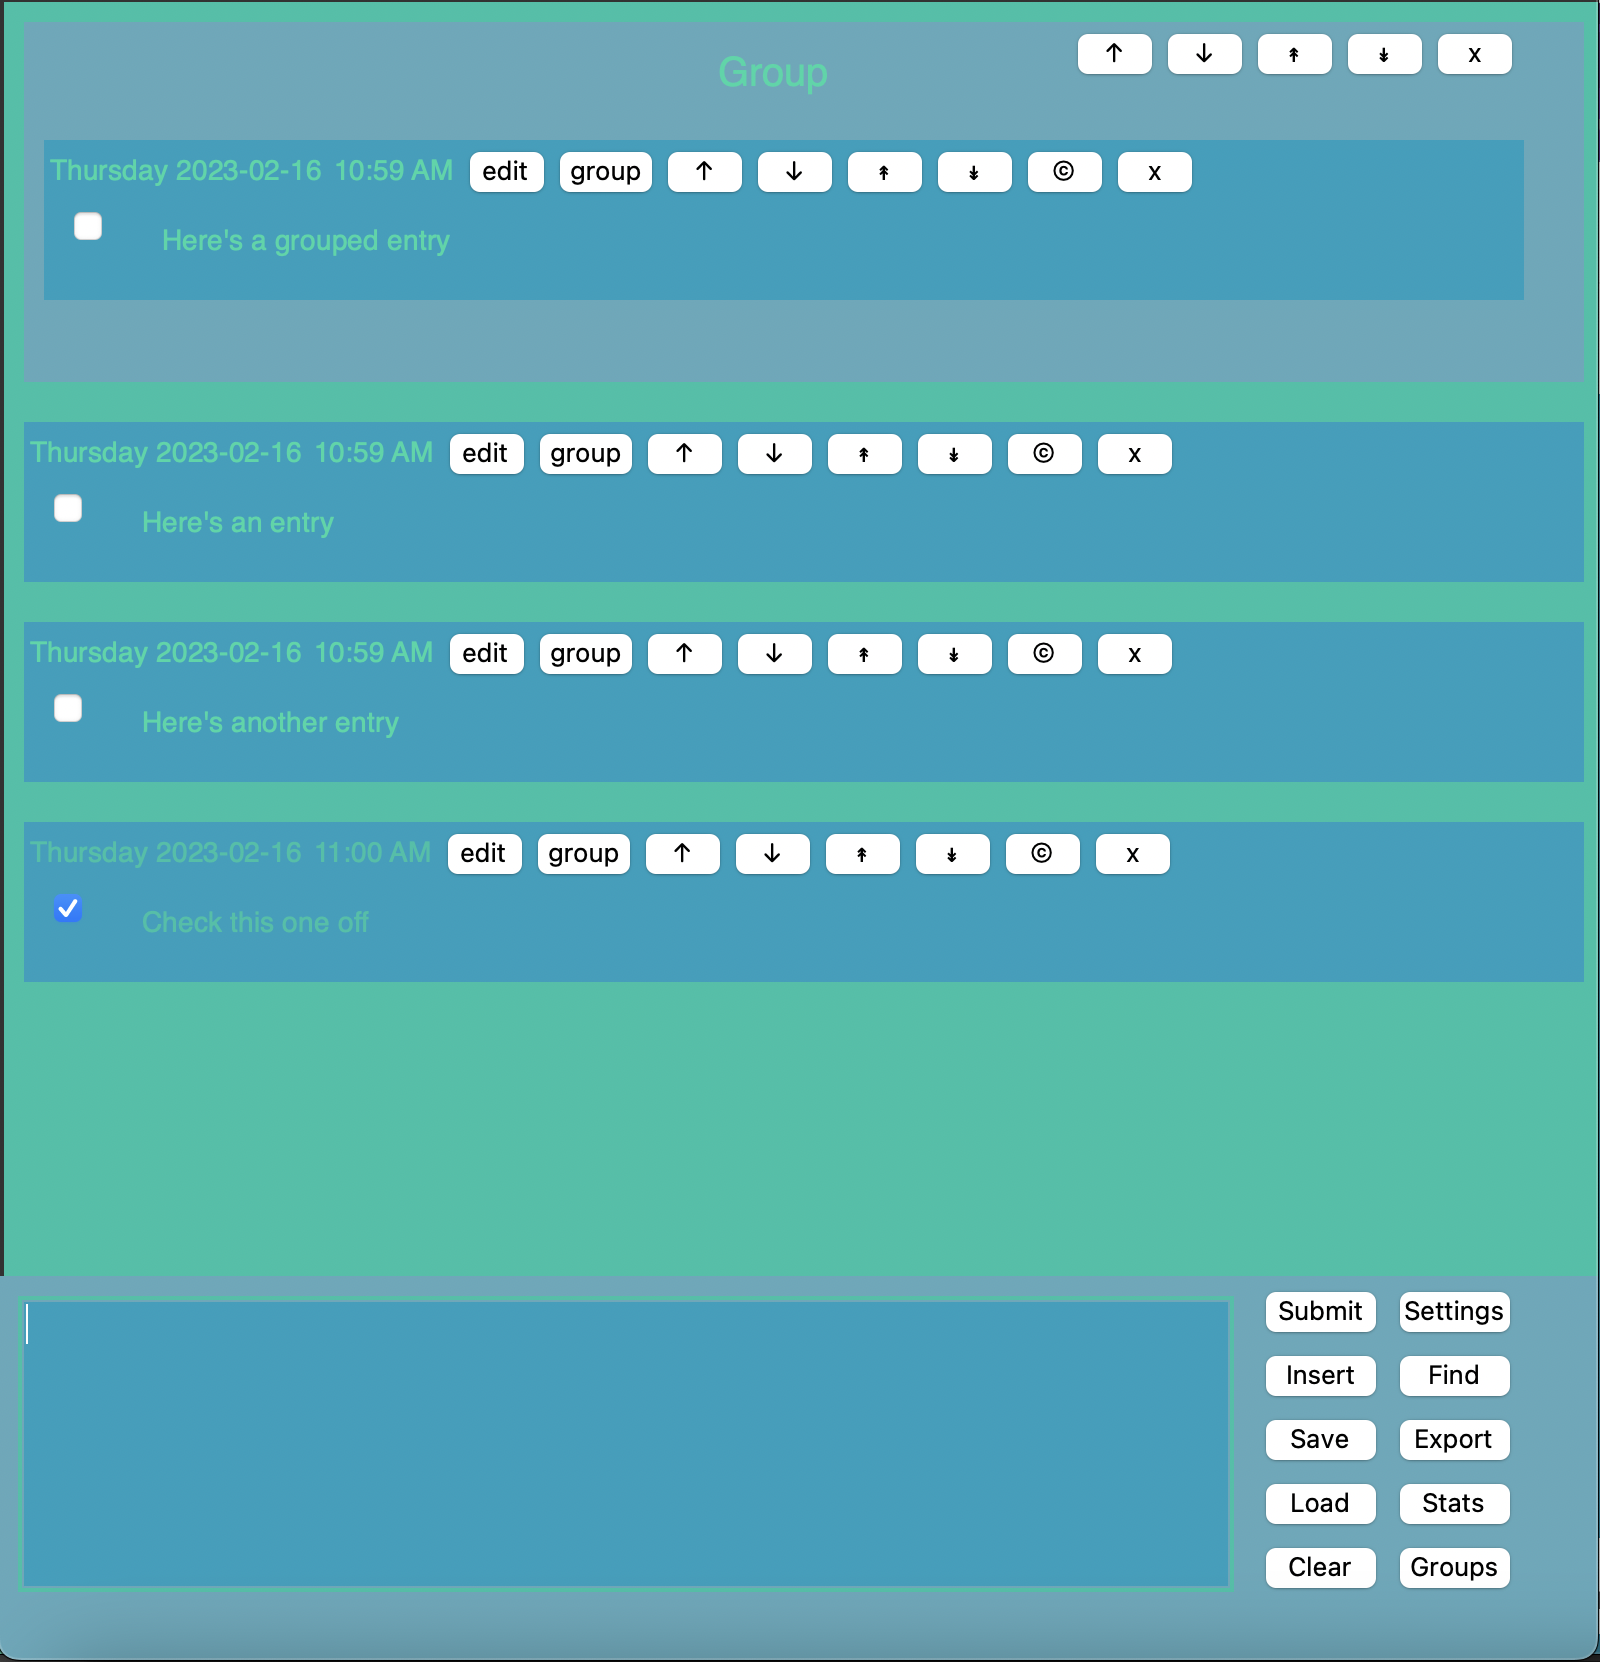 Group ↑ ↓ ↟ ↡ x
Thursday 2023-02-16 10:59 AM edit group ↑ ↓ ↟ ↡ © x
Here's a grouped entry
Thursday 2023-02-16 10:59 AM edit group ↑ ↓ ↟ ↡ © x
Here's an entry
Thursday 2023-02-16 10:59 AM edit group ↑ ↓ ↟ ↡ © x
Here's another entry
Thursday 2023-02-16 11:00 AM edit group ↑ ↓ ↟ ↡ © x
Check this one off
Submit Settings
Insert Find
Save Export
Load Stats
Clear Groups